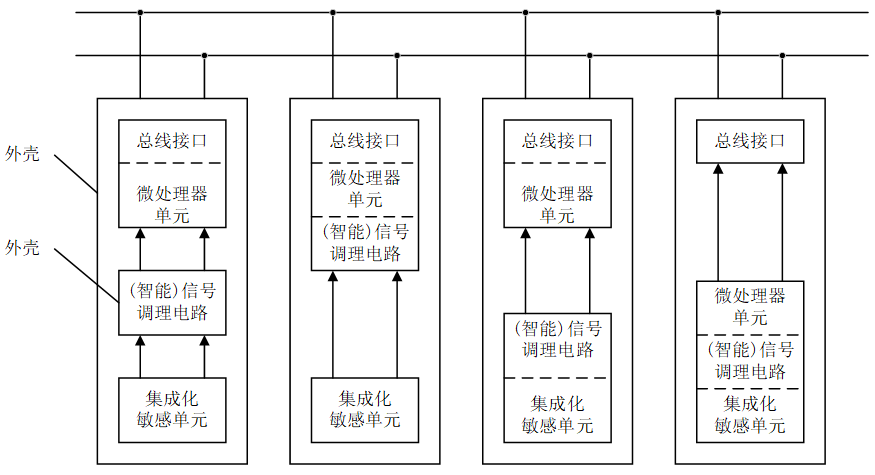 外壳
外壳
总线接口
微处理器
单元
(智能)信号
调理电路
集成化
敏感单元
总线接口
微处理器
单元
(智能)信号
调理电路
集成化
敏感单元
总线接口
微处理器
单元
(智能)信号
调理电路
集成化
敏感单元
总线接口
微处理器
单元
(智能)信号
调理电路
集成化
敏感单元